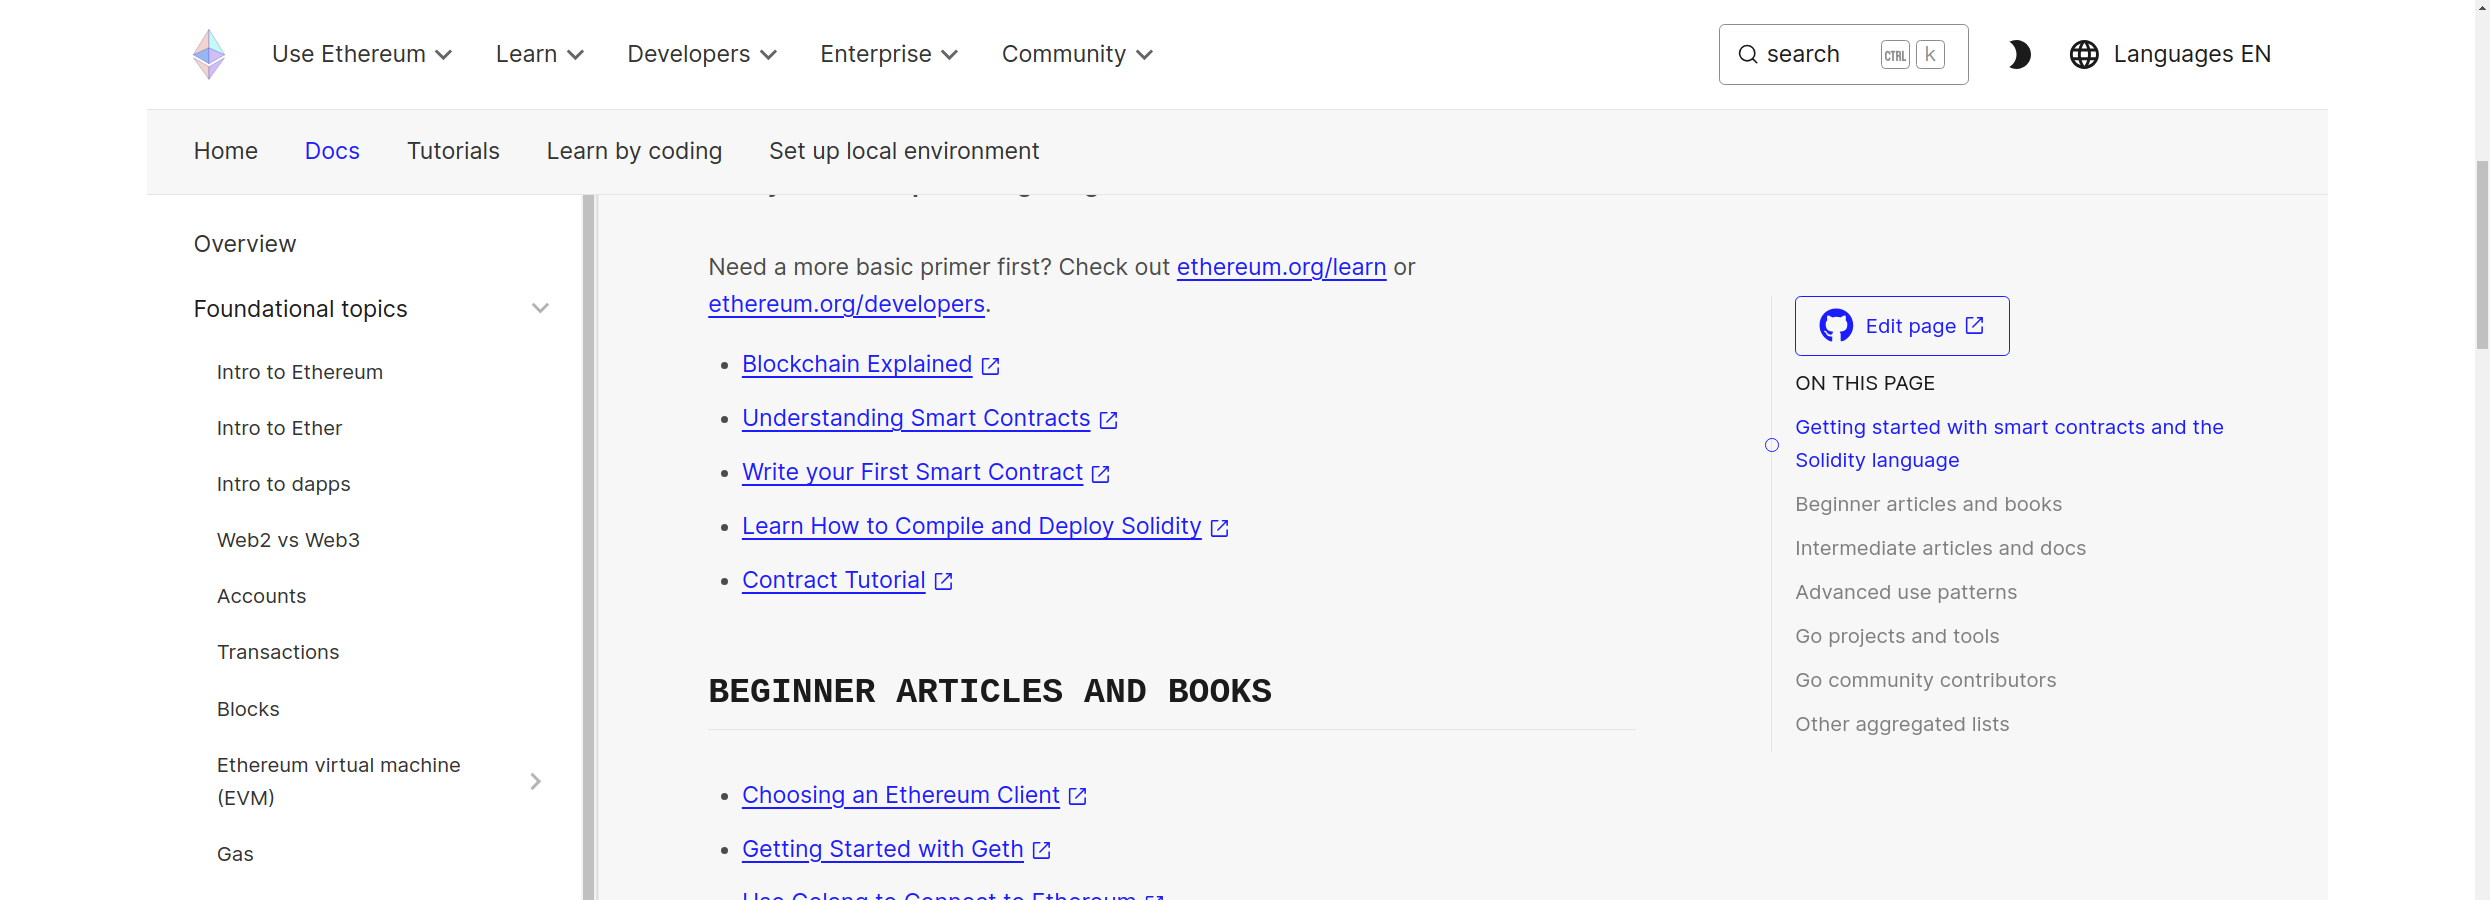 Use Ethereum Learn Developers Enterprise Community search CTRL k Languages EN
Home Docs Tutorials Learn by coding Set up local environment
Overview
Foundational topics
Intro to Ethereum
Intro to Ether
Intro to dapps
Web2 vs Web3
Accounts
Transactions
Blocks
Ethereum virtual machine
(EVM)
Gas
Need a more basic primer first? Check out ethereum.org/learn or
ethereum.org/developers.
Blockchain Explained
Understanding Smart Contracts
Write your First Smart Contract
Learn How to Compile and Deploy Solidity
Contract Tutorial
BEGINNER ARTICLES AND BOOKS
Choosing an Ethereum Client
Getting Started with Geth
Use Golang to Connect to Ethereum
Edit page
ON THIS PAGE
Getting started with smart contracts and the
Solidity language
Beginner articles and books
Intermediate articles and docs
Advanced use patterns
Go projects and tools
Go community contributors
Other aggregated lists